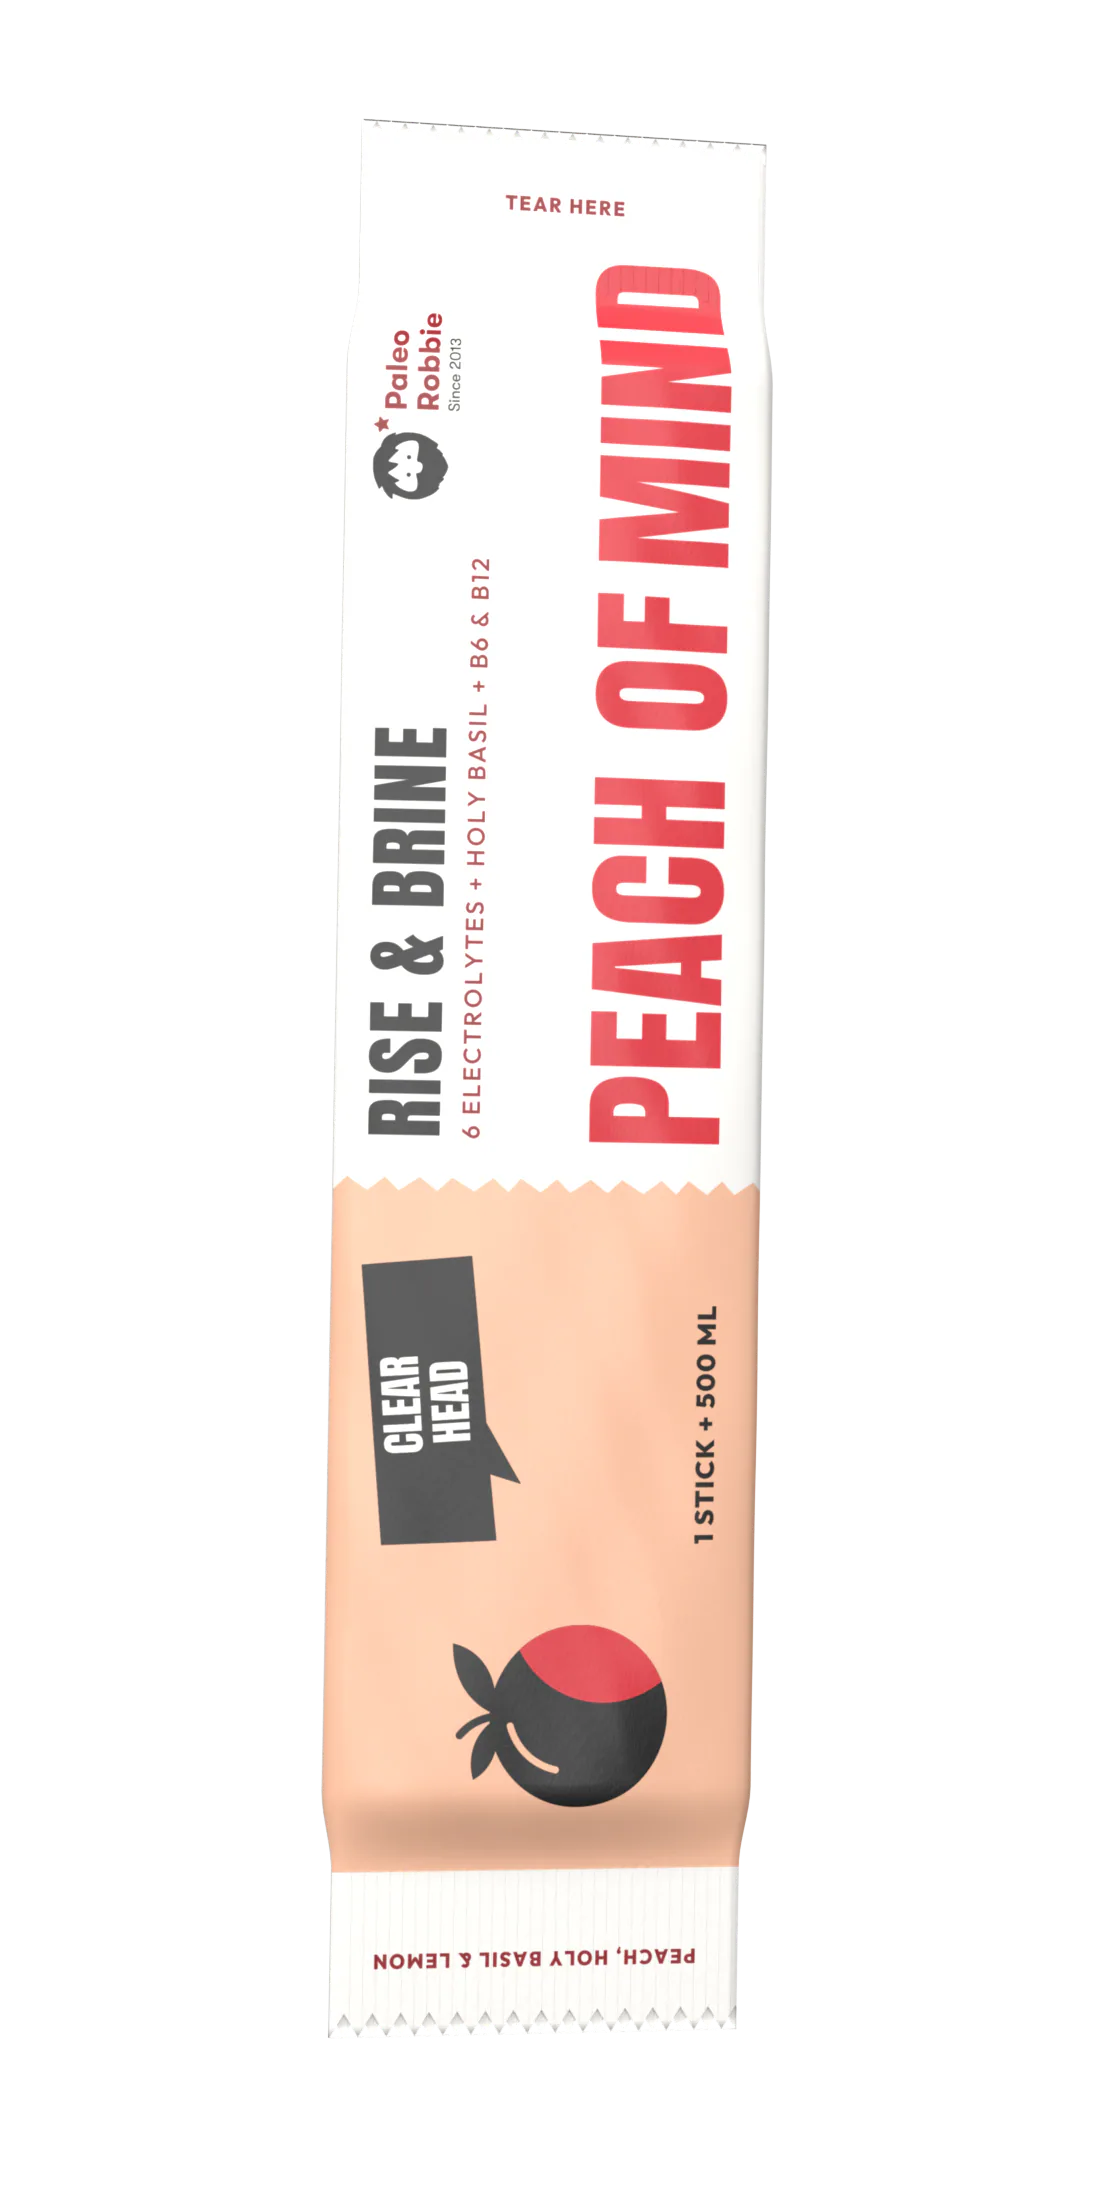 TEAR HERE
Paleo
Robbie
Since 2013
RISE & BRINE
6 ELECTROLYTES + HOLY BASIL + B6 & B12
PEACH OF MIND
CLEAR
HEAD
1 STICK + 500 ML
PEACH, HOLY BASIL & LEMON